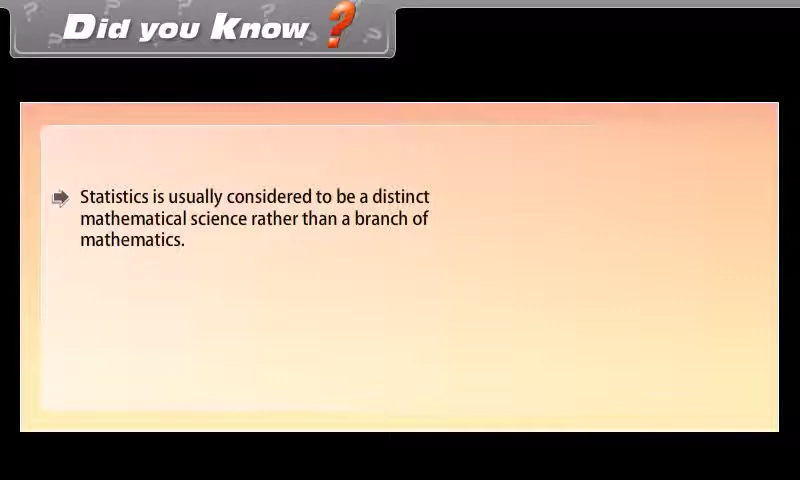 Did you Know ?
Statistics is usually considered to be a distinct
mathematical science rather than a branch of
mathematics.